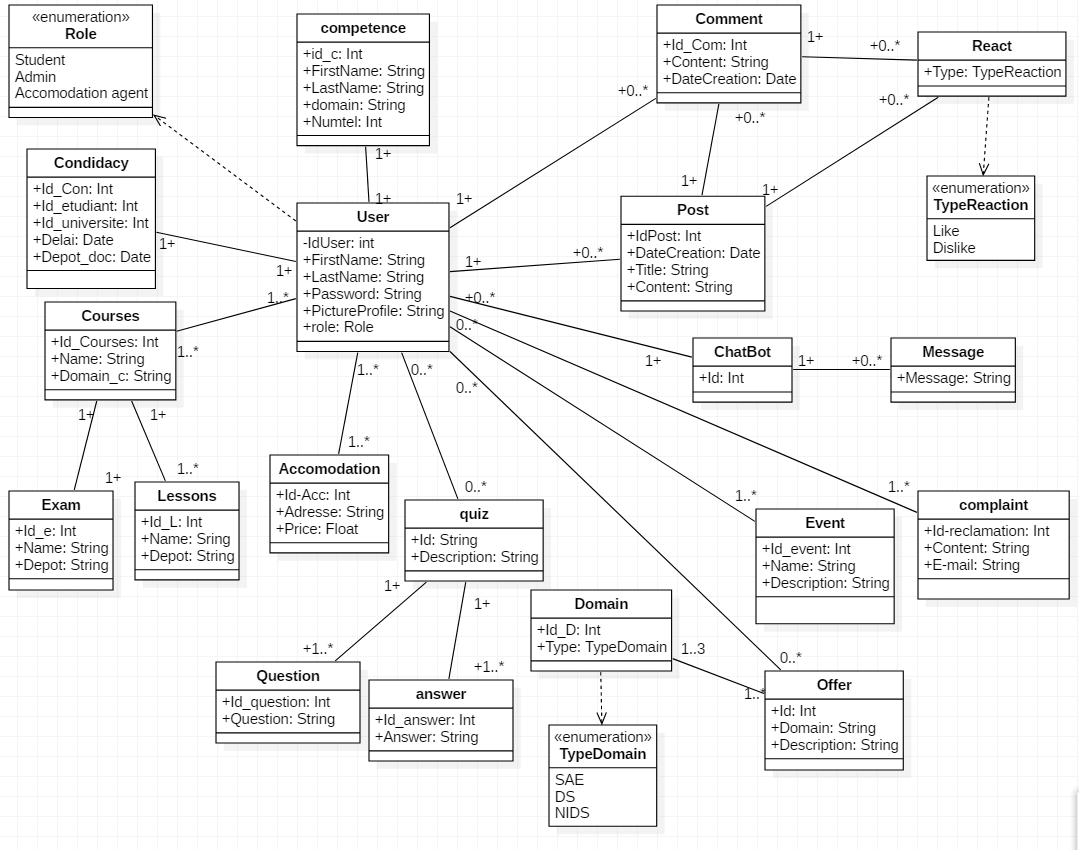 «enumeration»
Role
Student
Admin
Accomodation agent
competence
+id_c: Int
+FirstName: String
+LastName: String
+domain: String
+Numtel: Int
1+
1+
Comment
+Id_Com: Int
+Content: String
+DateCreation: Date
1+
+0..*
React
+Type: TypeReaction
+0..*
+0..*
+0..*
1+
1+
1+
«enumeration»
TypeReaction
Like
Dislike
Condidacy
+Id_Con: Int
+Id_etudiant: Int
+Id_universite: Int
+Delai: Date
+Depot_doc: Date
1+
1+
User
-IdUser: int
+FirstName: String
+LastName: String
+Password: String
+PictureProfile: String
+role: Role
1+
+0..*
Post
+IdPost: Int
+DateCreation: Date
+Title: String
+Content: String
1..*
1..*
Courses
+Id_Courses: Int
+Name: String
+Domain_c: String
+0..*
0..*
1+
ChatBot
+Id: Int
1+
+0..*
Message
+Message: String
1..*
0..*
0..*
1+
1+
1+
1..*
1..*
0..*
1..*
1..*
Exam
+Id_e: Int
+Name: String
+Depot: String
Lessons
+Id_L: Int
+Name: Sring
+Depot: String
Accomodation
+Id-Acc: Int
+Adresse: String
+Price: Float
quiz
+Id: String
+Description: String
Event
+Id_event: Int
+Name: String
+Description: String
complaint
+Id-reclamation: Int
+Content: String
+E-mail: String
1+
1+
+1..*
+1..*
Question
+Id_question: Int
+Question: String
answer
+Id_answer: Int
+Answer: String
Domain
+Id_D: Int
+Type: TypeDomain
1..3
0..*
1..*
Offer
+Id: Int
+Domain: String
+Description: String
«enumeration»
TypeDomain
SAE
DS
NIDS